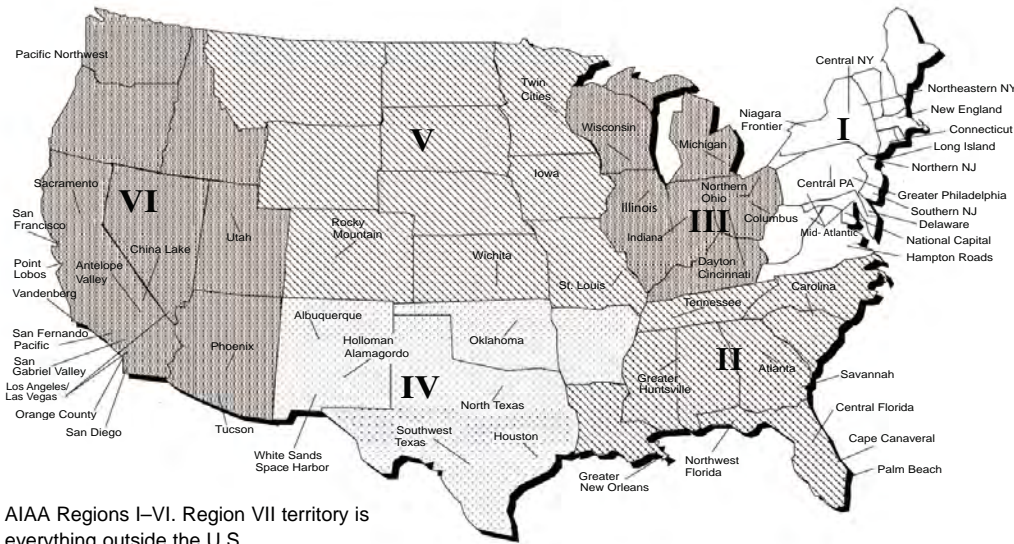 Pacific Northwest
Sacramento
San
Francisco
VI
China Lake
Point
Lobos
Antelope
Valley
Vandenberg
San Fernando
Pacific
San
Gabriel Valley
Los Angeles/
Las Vegas
Orange County
San Diego
Utah
Phoenix
Tucson
V
Twin
Cities
Iowa
Rocky
Mountain
Wichita
St. Louis
Albuquerque
Holloman
Alamagordo
Oklahoma
IV
North Texas
Southwest
Texas
Houston
White Sands
Space Harbor
Wisconsin
Michigan
Illinois
Northern
Ohio
III
Columbus
Indiana
Dayton
Cincinnati
Tennessee
Carolina
II
Greater
Huntsville
Atlanta
Savannah
Central Florida
Cape Canaveral
Palm Beach
Northwest
Florida
Greater
New Orleans
Central NY
Northeastern NY
Niagara
Frontier
I
New England
Connecticut
Long Island
Northern NJ
Central PA
Greater Philadelphia
Southern NJ
Delaware
Mid- Atlantic
National Capital
Hampton Roads
AIAA Regions I–VI. Region VII territory is
everything outside the U.S.